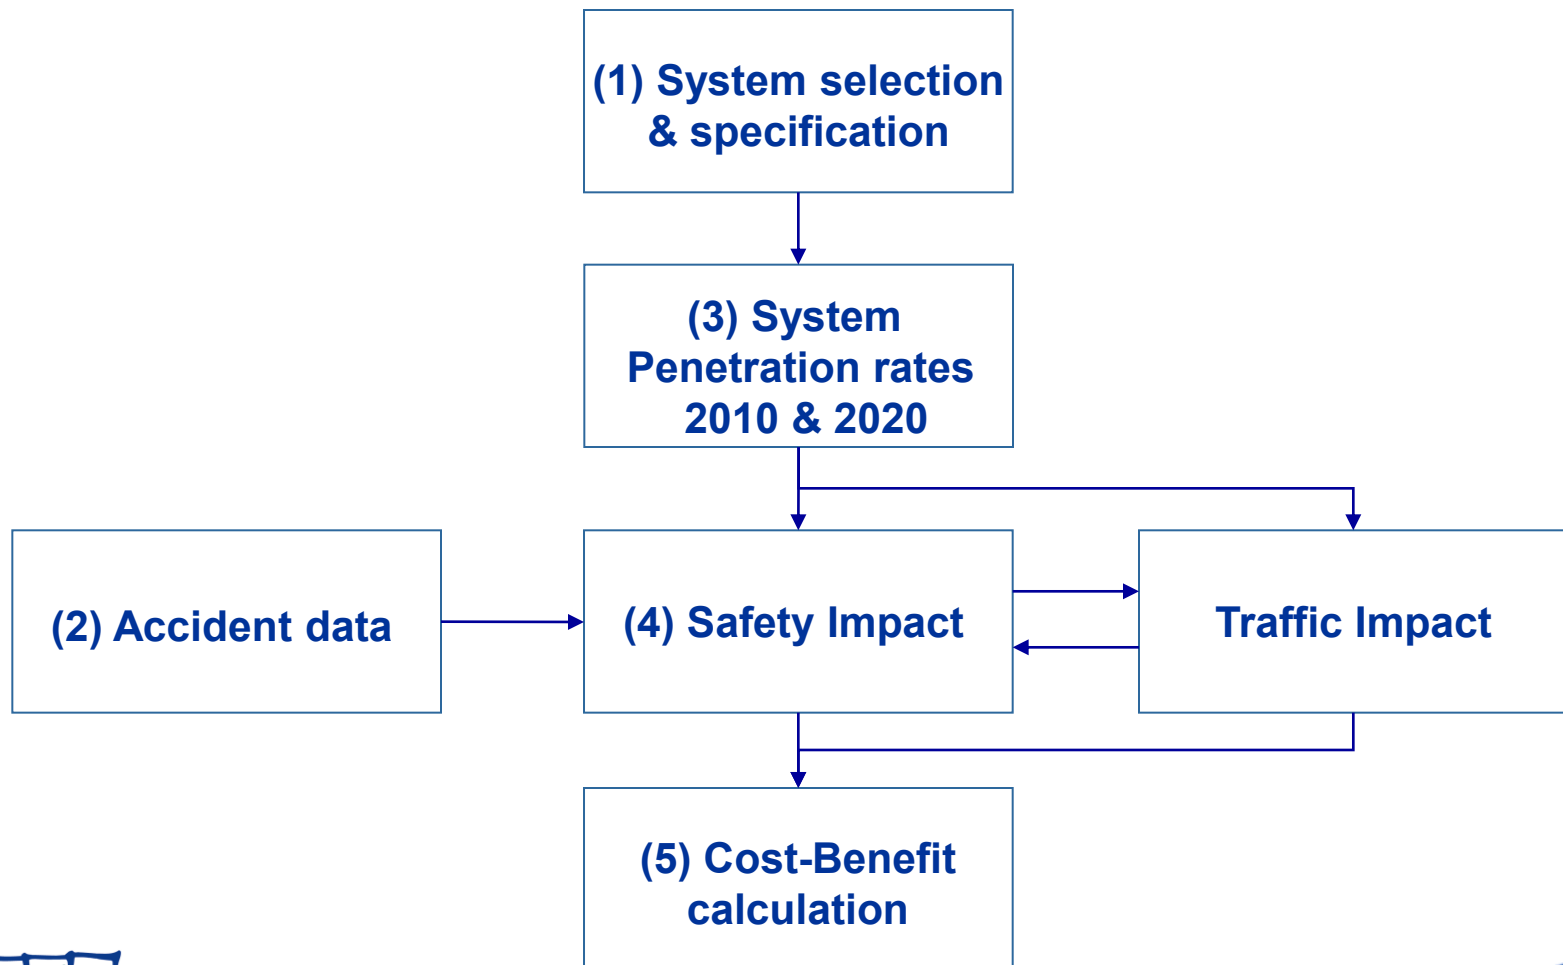 (1) System selection
& specification
(3) System
Penetration rates
2010 & 2020
(2) Accident data
(4) Safety Impact
Traffic Impact
(5) Cost-Benefit
calculation